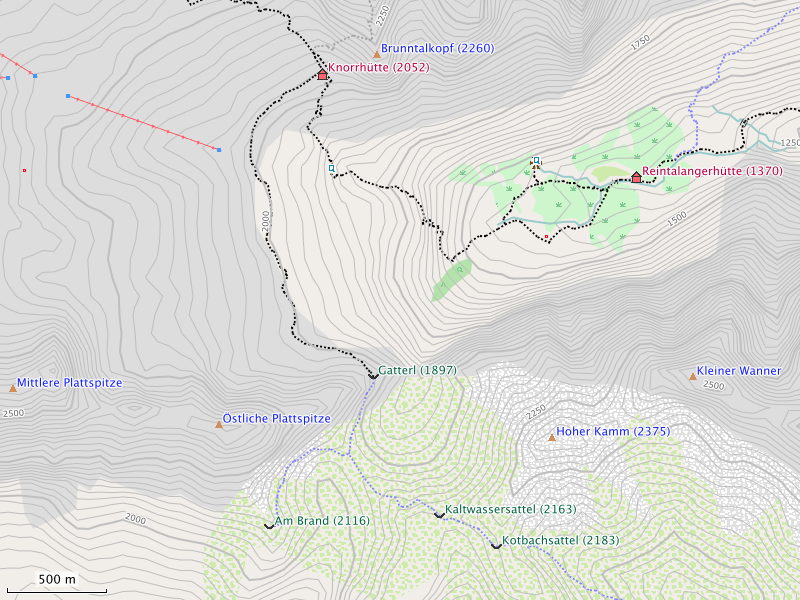 2250
Brunntalkopf (2260)
1750
Knorrhütte (2052)
1250
Reintalangerhütte (1370)
2000
1500
Gatterl (1897)
Kleiner Wanner
Mittlere Plattspitze
2500
2500
2250
Östliche Plattspitze
Hoher Kamm (2375)
Kaltwassersattel (2163)
2000
Am Brand (2116)
Kotbachsattel (2183)
500 m